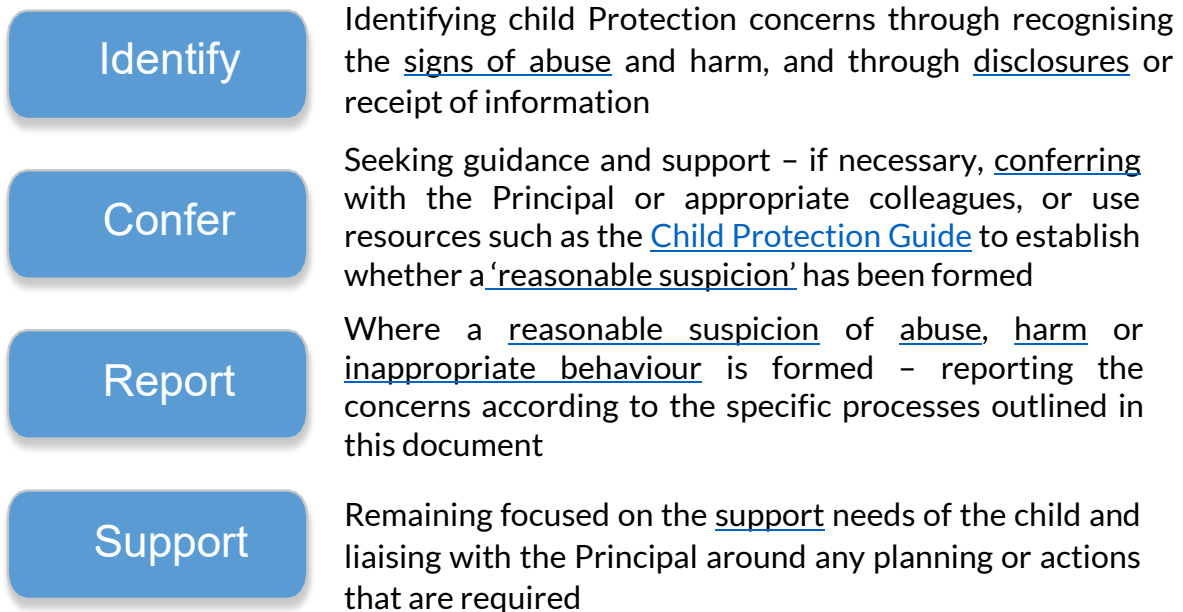 Identify
Identifying child Protection concerns through recognising
the signs of abuse and harm, and through disclosures or
receipt of information
Confer
Seeking guidance and support – if necessary, conferring
with the Principal or appropriate colleagues, or use
resources such as the Child Protection Guide to establish
whether a ‘reasonable suspicion’ has been formed
Report
Where a reasonable suspicion of abuse, harm or
inappropriate behaviour is formed – reporting the
concerns according to the specific processes outlined in
this document
Support
Remaining focused on the support needs of the child and
liaising with the Principal around any planning or actions
that are required